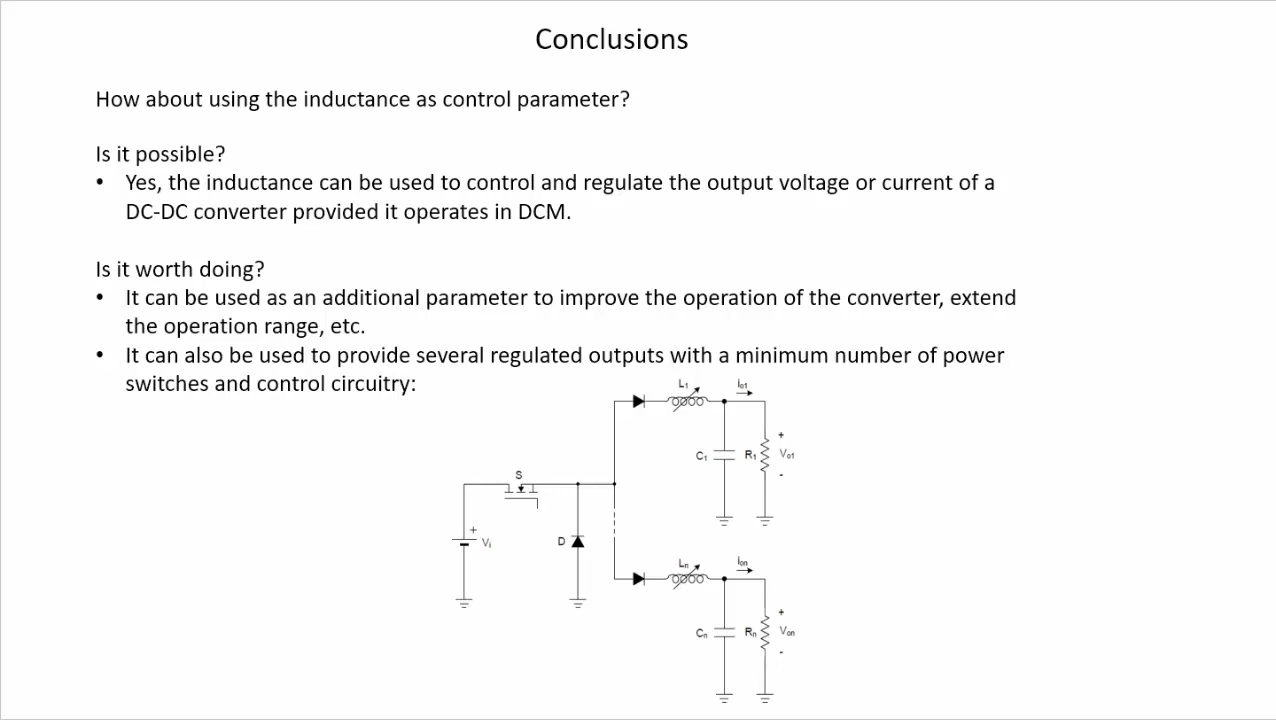 Conclusions
How about using the inductance as control parameter?
Is it possible?
• Yes, the inductance can be used to control and regulate the output voltage or current of a
DC-DC converter provided it operates in DCM.
Is it worth doing?
• It can be used as an additional parameter to improve the operation of the converter, extend
the operation range, etc.
• It can also be used to provide several regulated outputs with a minimum number of power
switches and control circuitry:
L1
Io1
+
C1
R1
Vo1
-
S
+
Vi
D
Ln
Ion
+
Cn
Rn
Von
-